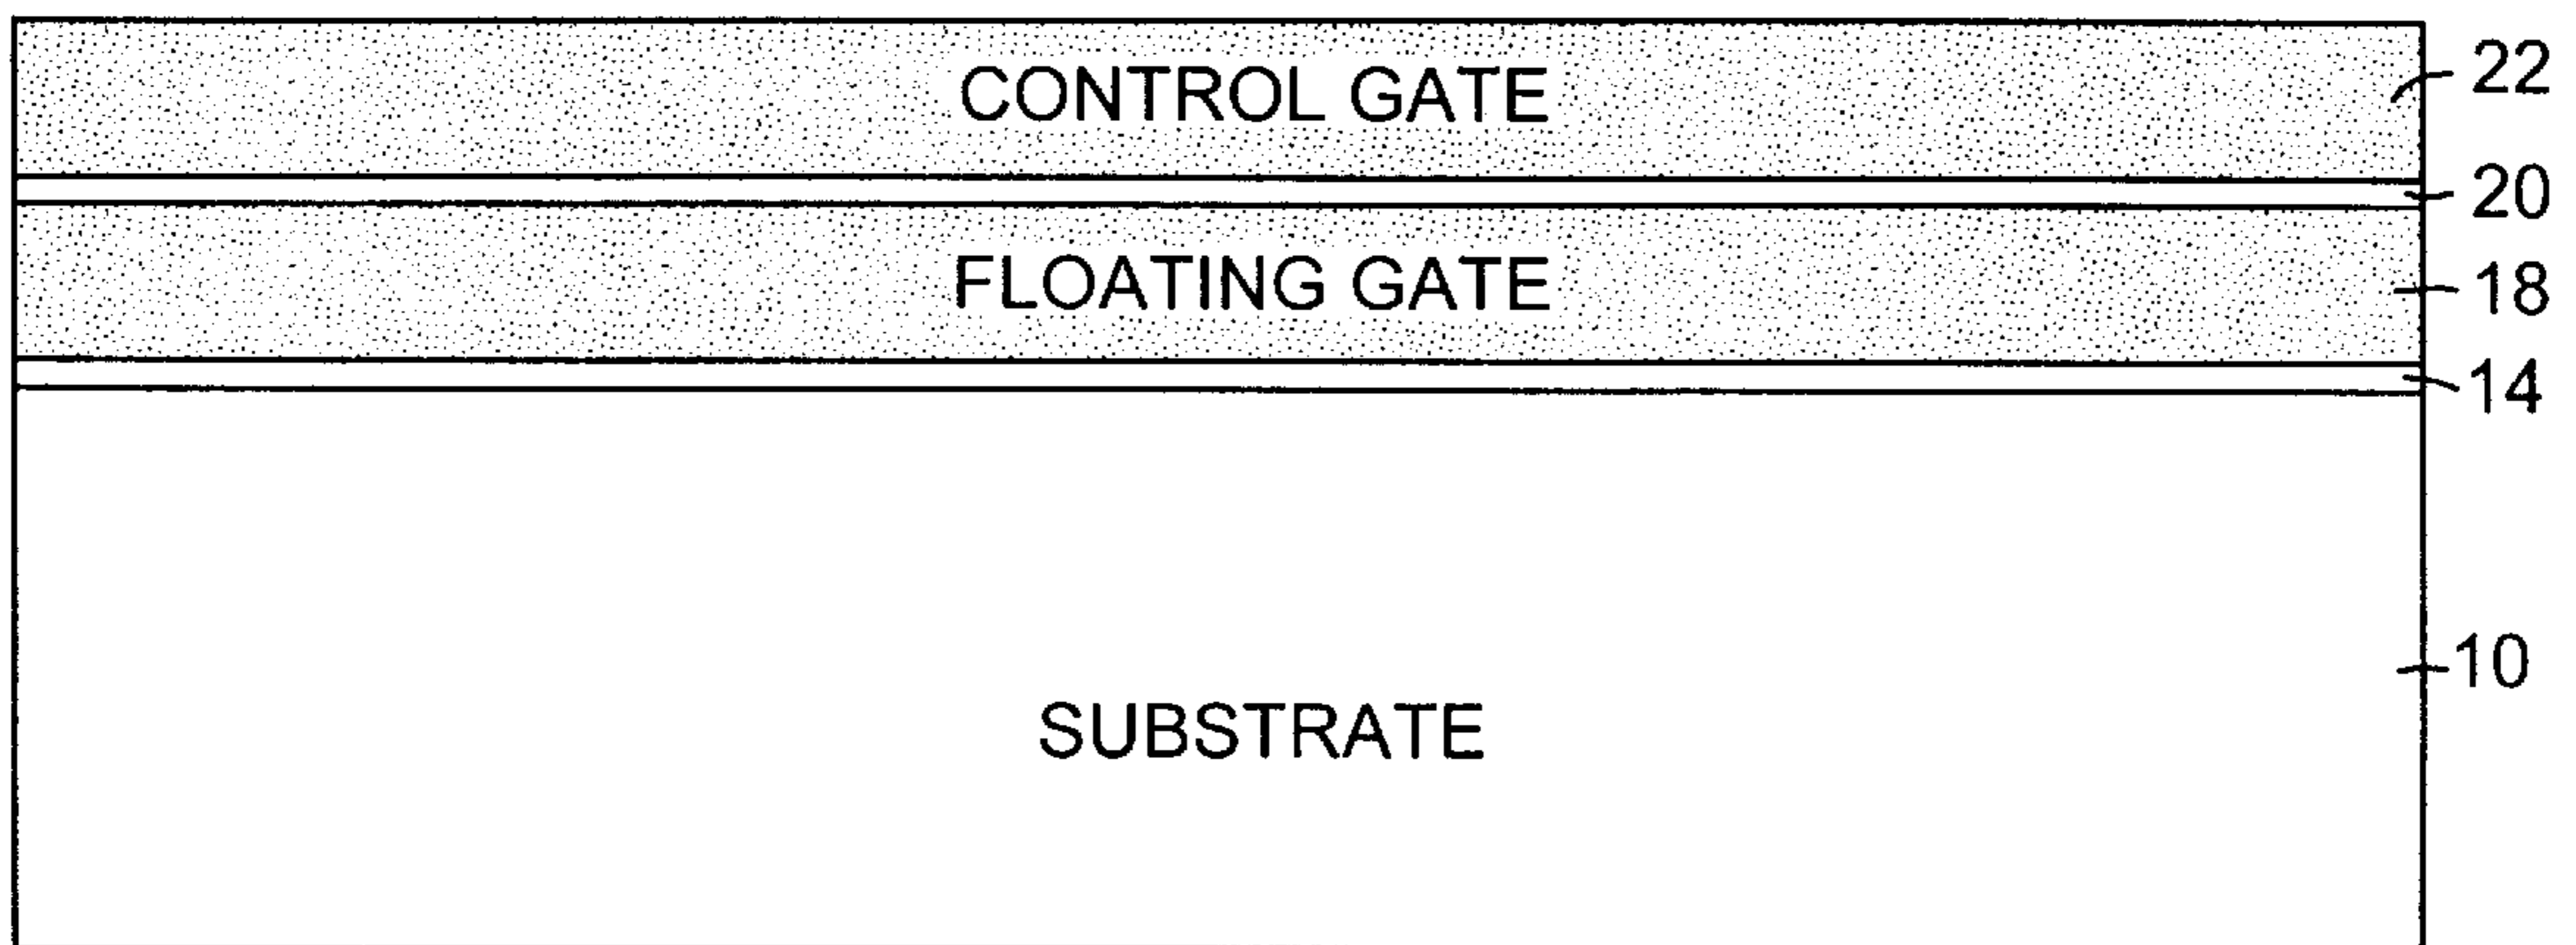 CONTROL GATE
22
20
FLOATING GATE
18
14
10
SUBSTRATE